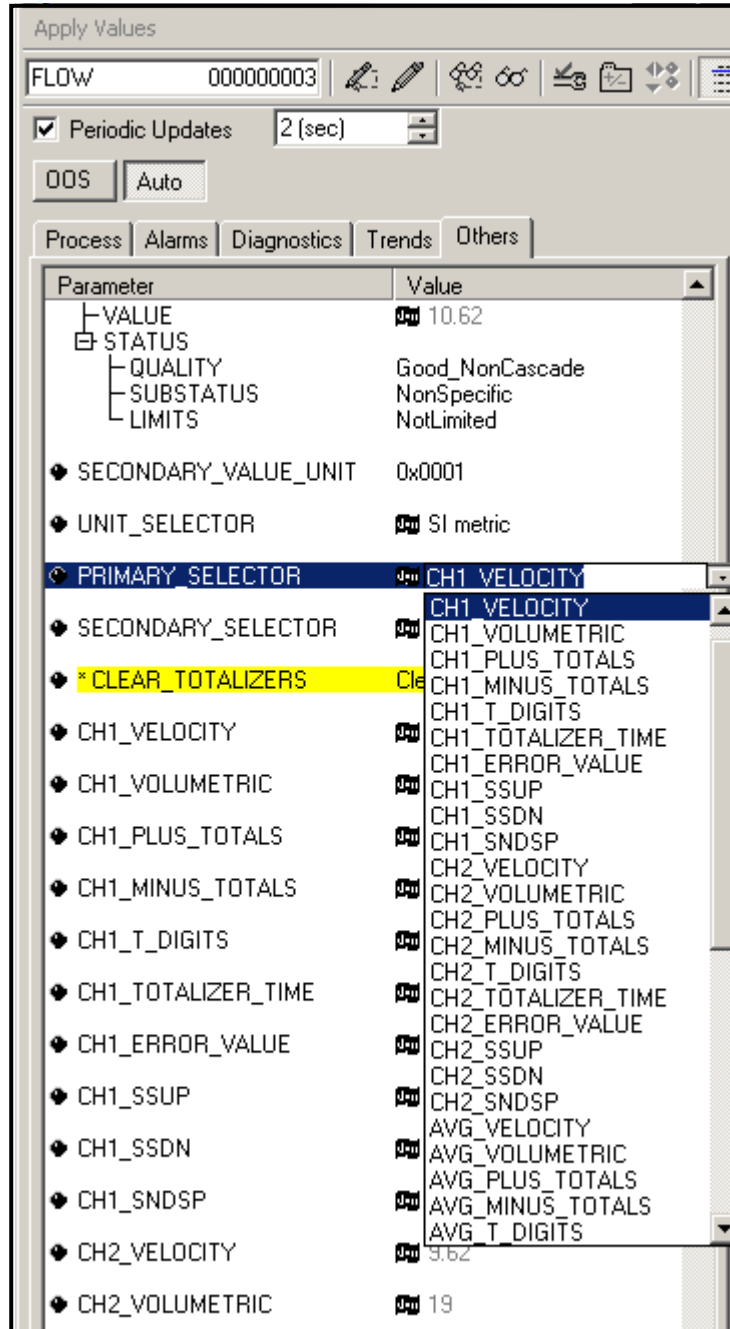 Apply Values
FLOW 000000003
Periodic Updates 2 (sec)
OOS Auto
Process Alarms Diagnostics Trends Others
Parameter Value
VALUE 10.62
STATUS
QUALITY Good_NonCascade
SUBSTATUS NonSpecific
LIMITS NotLimited
SECONDARY_VALUE_UNIT 0x0001
UNIT_SELECTOR SI metric
PRIMARY_SELECTOR CH1_VELOCITY
SECONDARY_SELECTOR
* CLEAR_TOTALIZERS Cle
CH1_VELOCITY
CH1_VOLUMETRIC
CH1_PLUS_TOTALS
CH1_MINUS_TOTALS
CH1_T_DIGITS
CH1_TOTALIZER_TIME
CH1_ERROR_VALUE
CH1_SSUP
CH1_SSDN
CH1_SNDSP
CH2_VELOCITY 9.62
CH2_VOLUMETRIC 19
CH1_VELOCITY
CH1_VOLUMETRIC
CH1_PLUS_TOTALS
CH1_MINUS_TOTALS
CH1_T_DIGITS
CH1_TOTALIZER_TIME
CH1_ERROR_VALUE
CH1_SSUP
CH1_SSDN
CH1_SNDSP
CH2_VELOCITY
CH2_VOLUMETRIC
CH2_PLUS_TOTALS
CH2_MINUS_TOTALS
CH2_T_DIGITS
CH2_TOTALIZER_TIME
CH2_ERROR_VALUE
CH2_SSUP
CH2_SSDN
CH2_SNDSP
AVG_VELOCITY
AVG_VOLUMETRIC
AVG_PLUS_TOTALS
AVG_MINUS_TOTALS
AVG_T_DIGITS